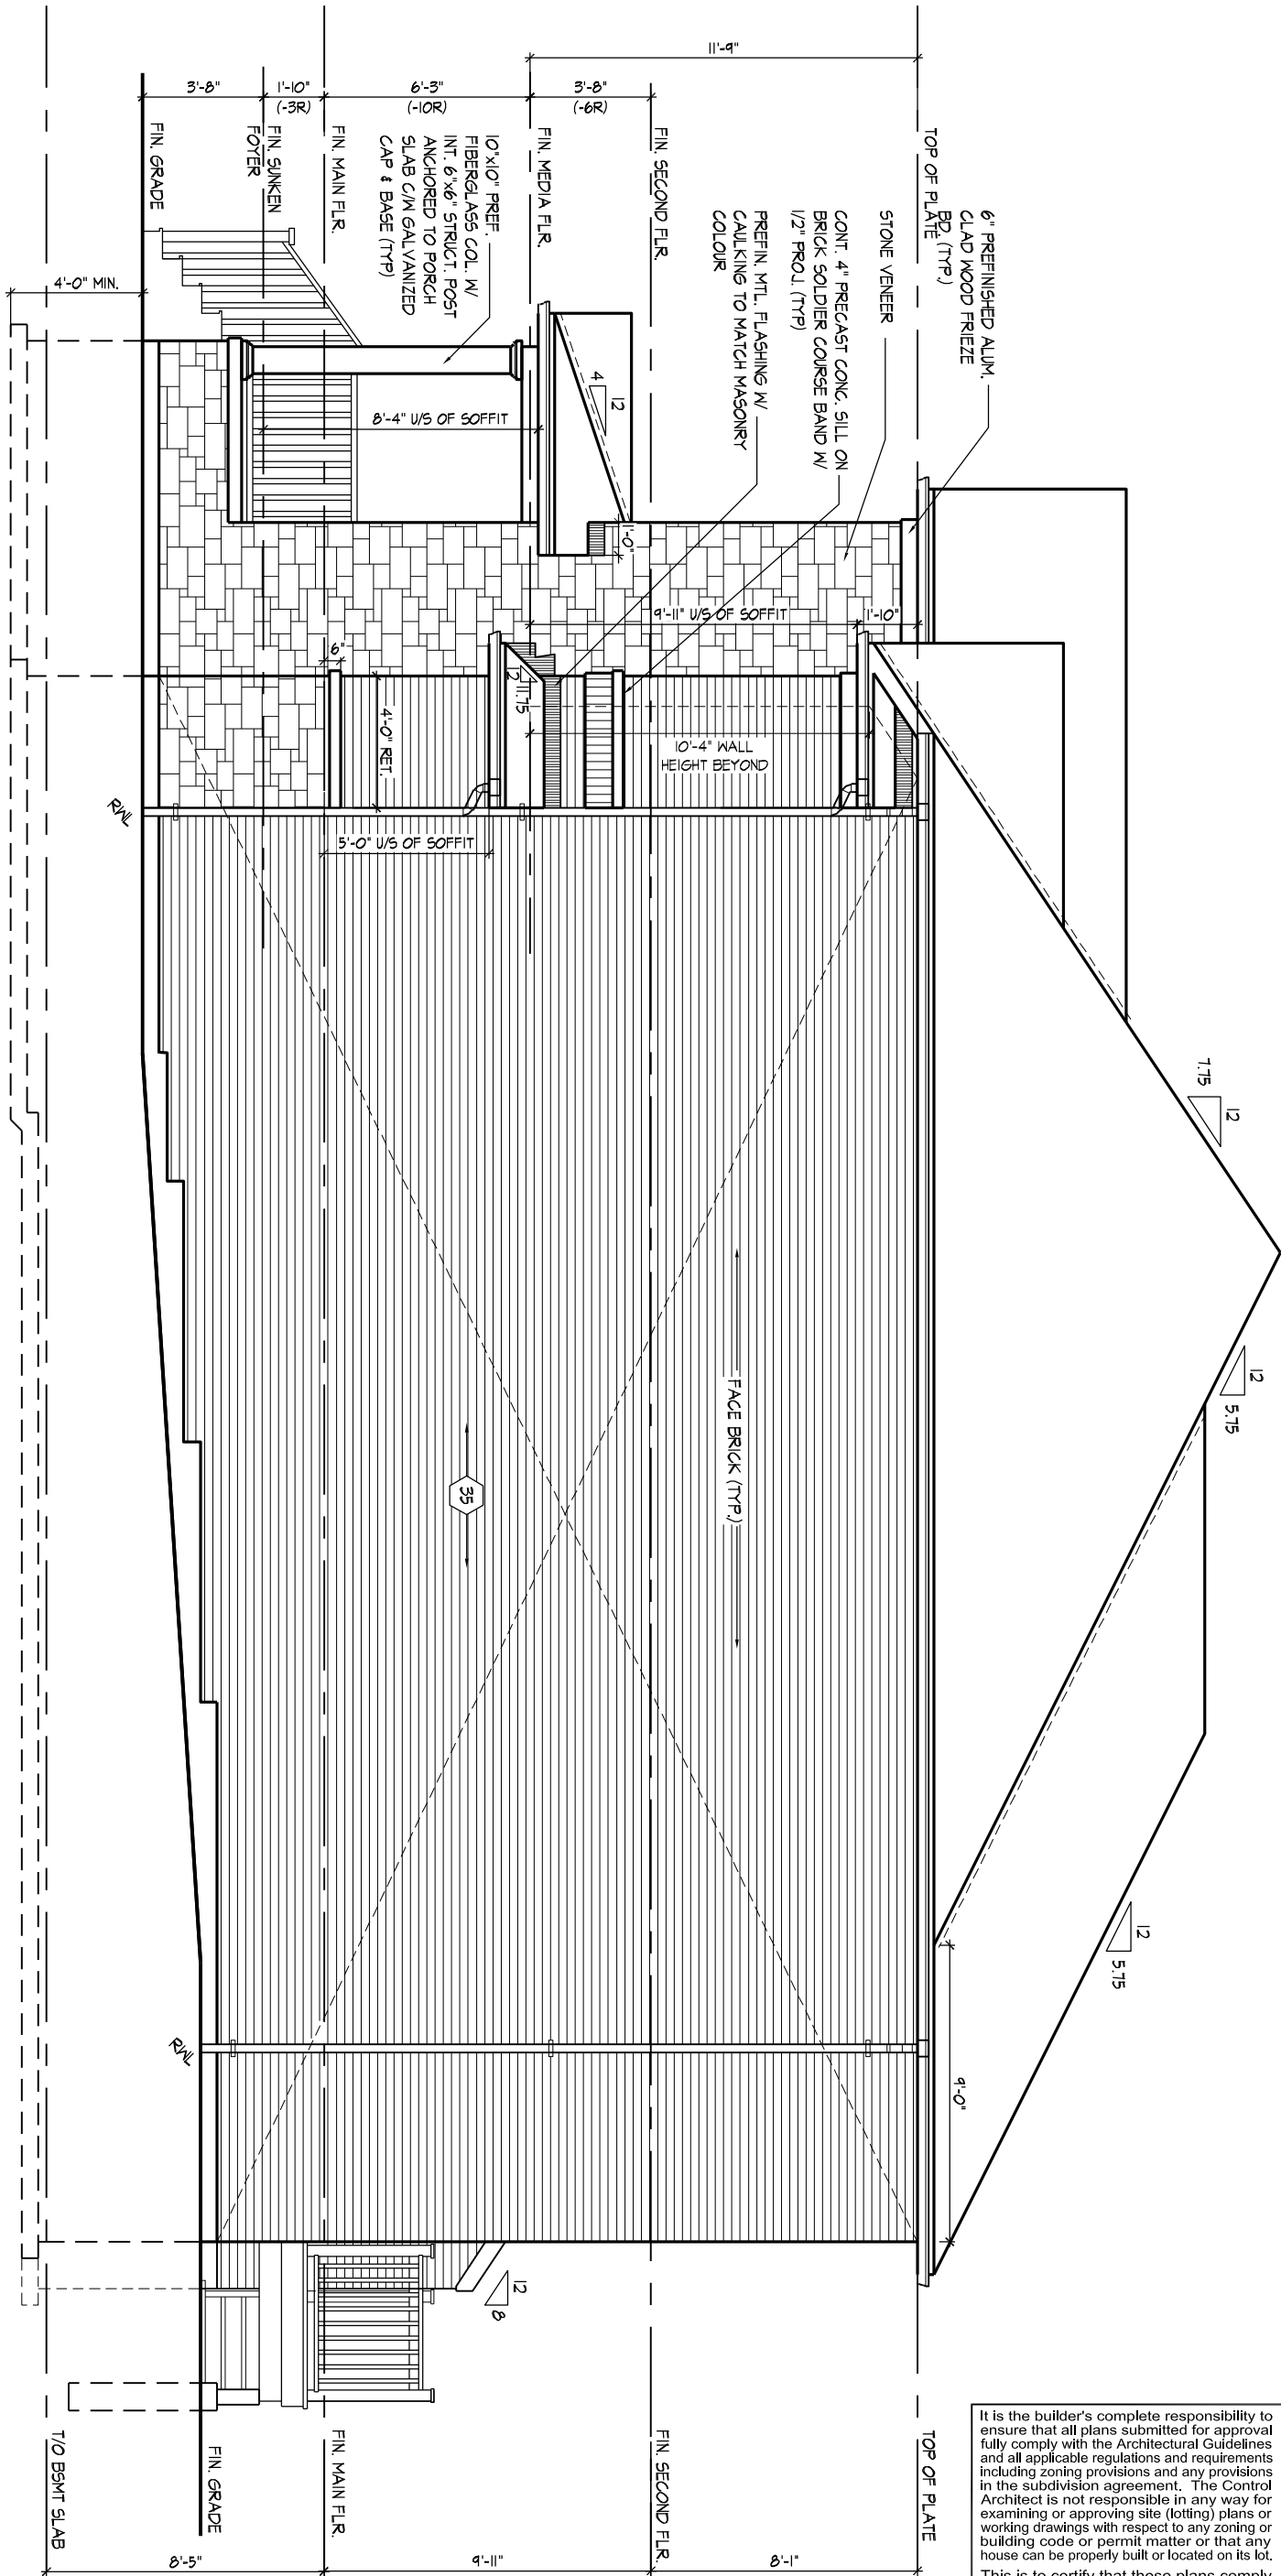 11'-9"
3'-8"
1'-10"
(-3R)
6'-3"
(-10R)
3'-8"
(-6R)
FIN. GRADE
FIN. SUNKEN
FOYER
FIN. MAIN FLR.
FIN. MEDIA FLR.
FIN. SECOND FLR.
TOP OF PLATE
6" PREFINISHED ALUM.
CLAD WOOD FRIEZE
BD. (TYP.)
STONE VENEER
CONT. 4" PRECAST CONC. SILL ON
BRICK SOLDIER COURSE BAND W/
1/2" PROJ. (TYP)
PREFIN. MTL. FLASHING W/
CAULKING TO MATCH MASONRY
COLOUR
10"x10" PREF.
FIBERGLASS COL. W/
INT. 6"x6" STRUCT. POST
ANCHORED TO PORCH
SLAB C/W GALVANIZED
CAP & BASE (TYP)
4'-0" MIN.
8'-4" U/S OF SOFFIT
4
12
1'-0"
9'-11" U/S OF SOFFIT
1'-10"
6"
4'-0" RET.
12
11.75
10'-4" WALL
HEIGHT BEYOND
5'-0" U/S OF SOFFIT
RWL
7.75
12
12
5.75
12
5.75
FACE BRICK (TYP.)
35
9'-0"
RWL
12
8
T/O BSMT SLAB
FIN. GRADE
FIN. MAIN FLR.
FIN. SECOND FLR.
TOP OF PLATE
8'-5"
9'-11"
8'-1"
It is the builder's complete responsibility to
ensure that all plans submitted for approval
fully comply with the Architectural Guidelines
and all applicable regulations and requirements
including zoning provisions and any provisions
in the subdivision agreement. The Control
Architect is not responsible in any way for
examining or approving site (lotting) plans or
working drawings with respect to any zoning or
building code or permit matter or that any
house can be properly built or located on its lot.
This is to certify that these plans comply